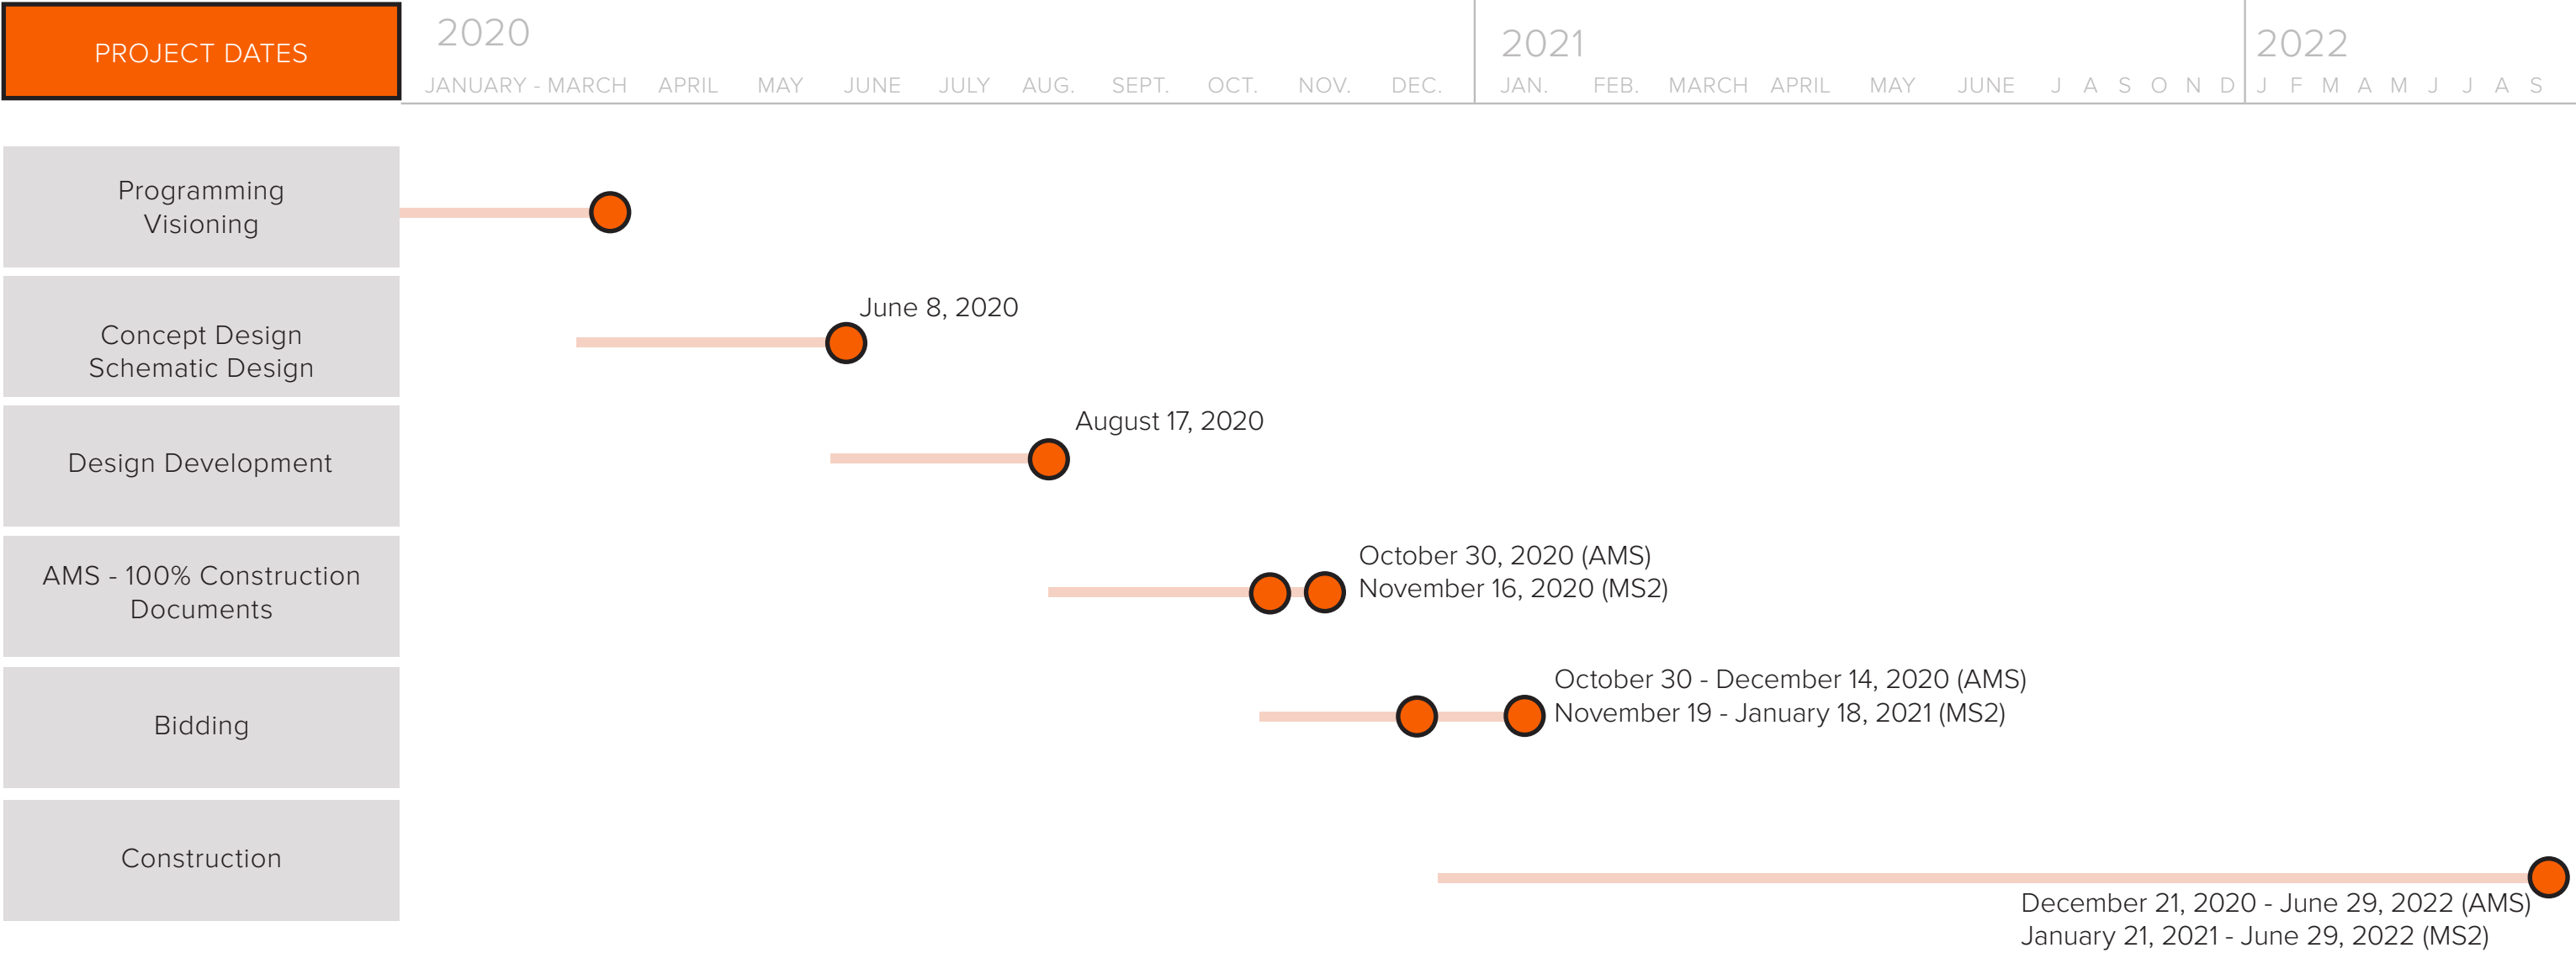 PROJECT DATES
2020
2021
2022
JANUARY - MARCH APRIL MAY JUNE JULY AUG. SEPT. OCT. NOV. DEC. JAN. FEB. MARCH APRIL MAY JUNE J A S O N D J F M A M J J A S
Programming
Visioning
June 8, 2020
Concept Design
Schematic Design
August 17, 2020
Design Development
October 30, 2020 (AMS)
November 16, 2020 (MS2)
AMS - 100% Construction
Documents
October 30 - December 14, 2020 (AMS)
November 19 - January 18, 2021 (MS2)
Bidding
Construction
December 21, 2020 - June 29, 2022 (AMS)
January 21, 2021 - June 29, 2022 (MS2)